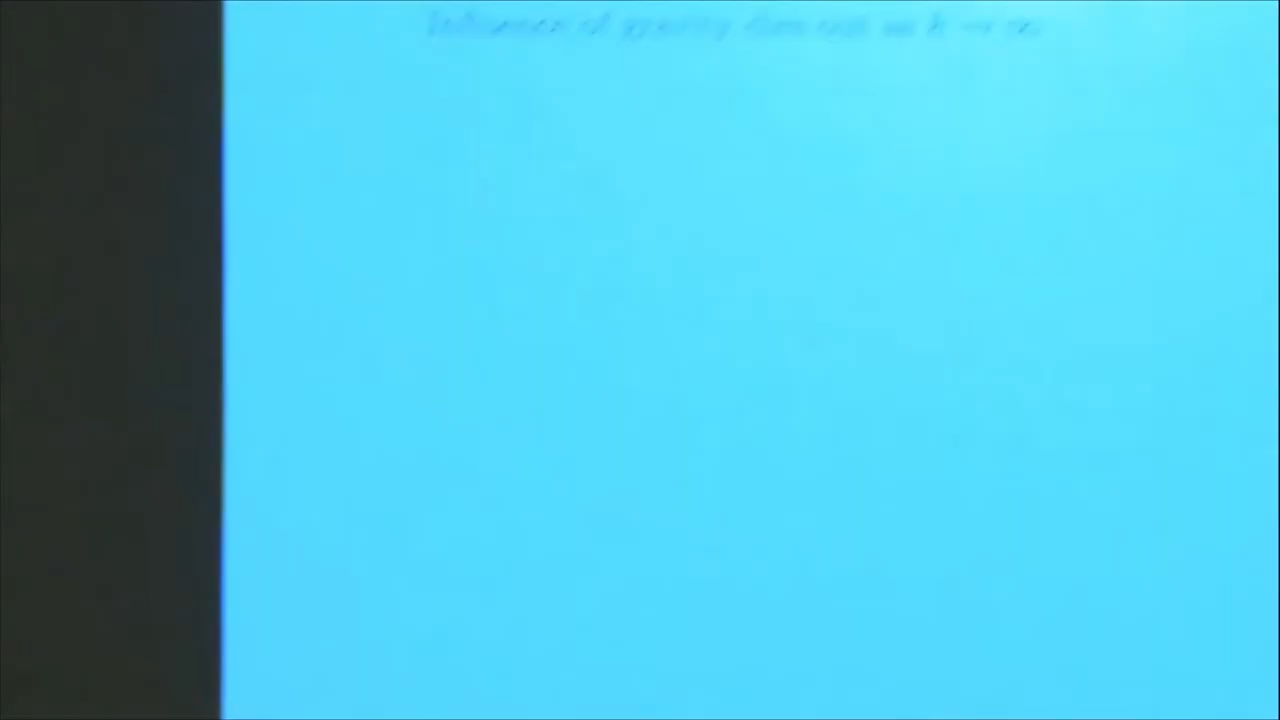 Influence of gravity dies out as k → ∞.